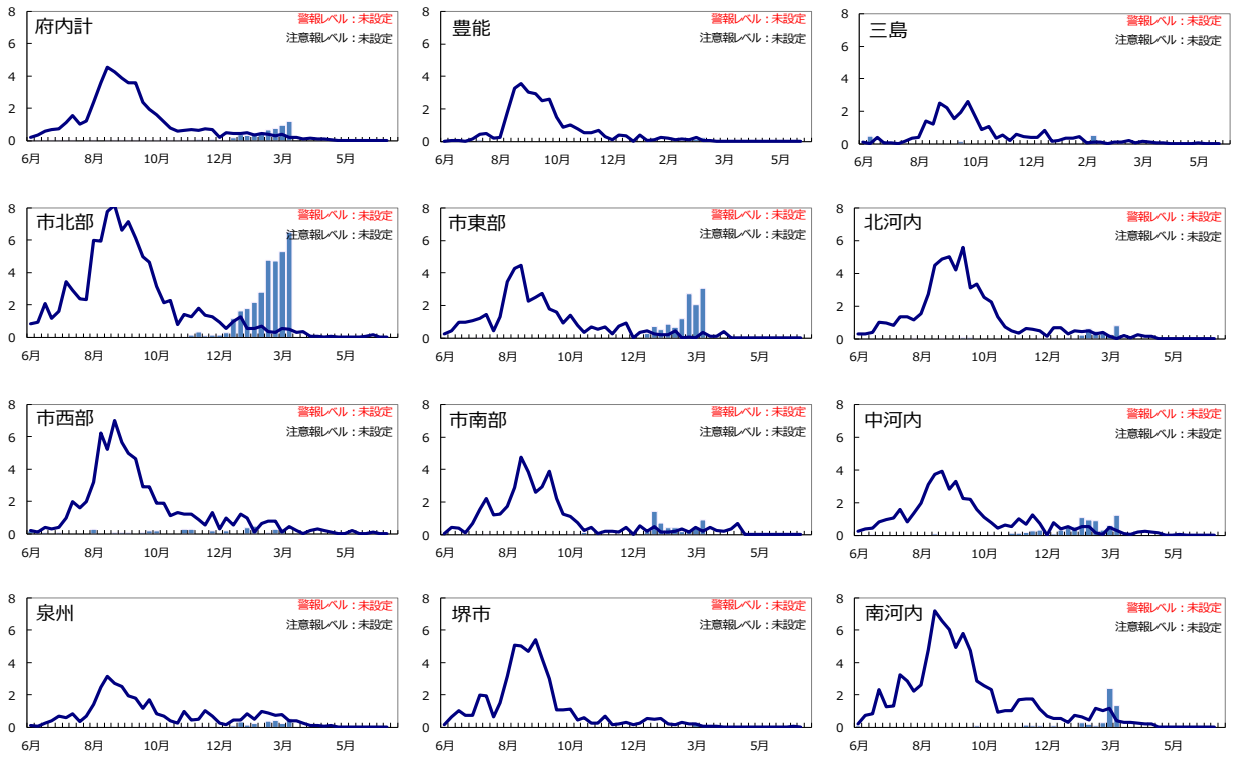 府内計
警報レベル：未設定
注意報レベル：未設定
8
6
4
2
0
6月 8月 10月 12月 3月 5月
豊能
警報レベル：未設定
注意報レベル：未設定
8
6
4
2
0
6月 8月 10月 12月 3月 5月
三島
警報レベル：未設定
注意報レベル：未設定
8
6
4
2
0
6月 8月 10月 12月 2月 3月 5月
市北部
警報レベル：未設定
注意報レベル：未設定
8
6
4
2
0
6月 8月 10月 12月 3月 5月
市東部
警報レベル：未設定
注意報レベル：未設定
8
6
4
2
0
6月 8月 10月 12月 3月 5月
北河内
警報レベル：未設定
注意報レベル：未設定
8
6
4
2
0
6月 8月 10月 12月 3月 5月
市西部
警報レベル：未設定
注意報レベル：未設定
8
6
4
2
0
6月 8月 10月 12月 3月 5月
市南部
警報レベル：未設定
注意報レベル：未設定
8
6
4
2
0
6月 8月 10月 12月 3月 5月
中河内
警報レベル：未設定
注意報レベル：未設定
8
6
4
2
0
6月 8月 10月 12月 3月 5月
泉州
警報レベル：未設定
注意報レベル：未設定
8
6
4
2
0
6月 8月 10月 12月 3月 5月
堺市
警報レベル：未設定
注意報レベル：未設定
8
6
4
2
0
6月 8月 10月 12月 3月 5月
南河内
警報レベル：未設定
注意報レベル：未設定
8
6
4
2
0
6月 8月 10月 12月 3月 5月